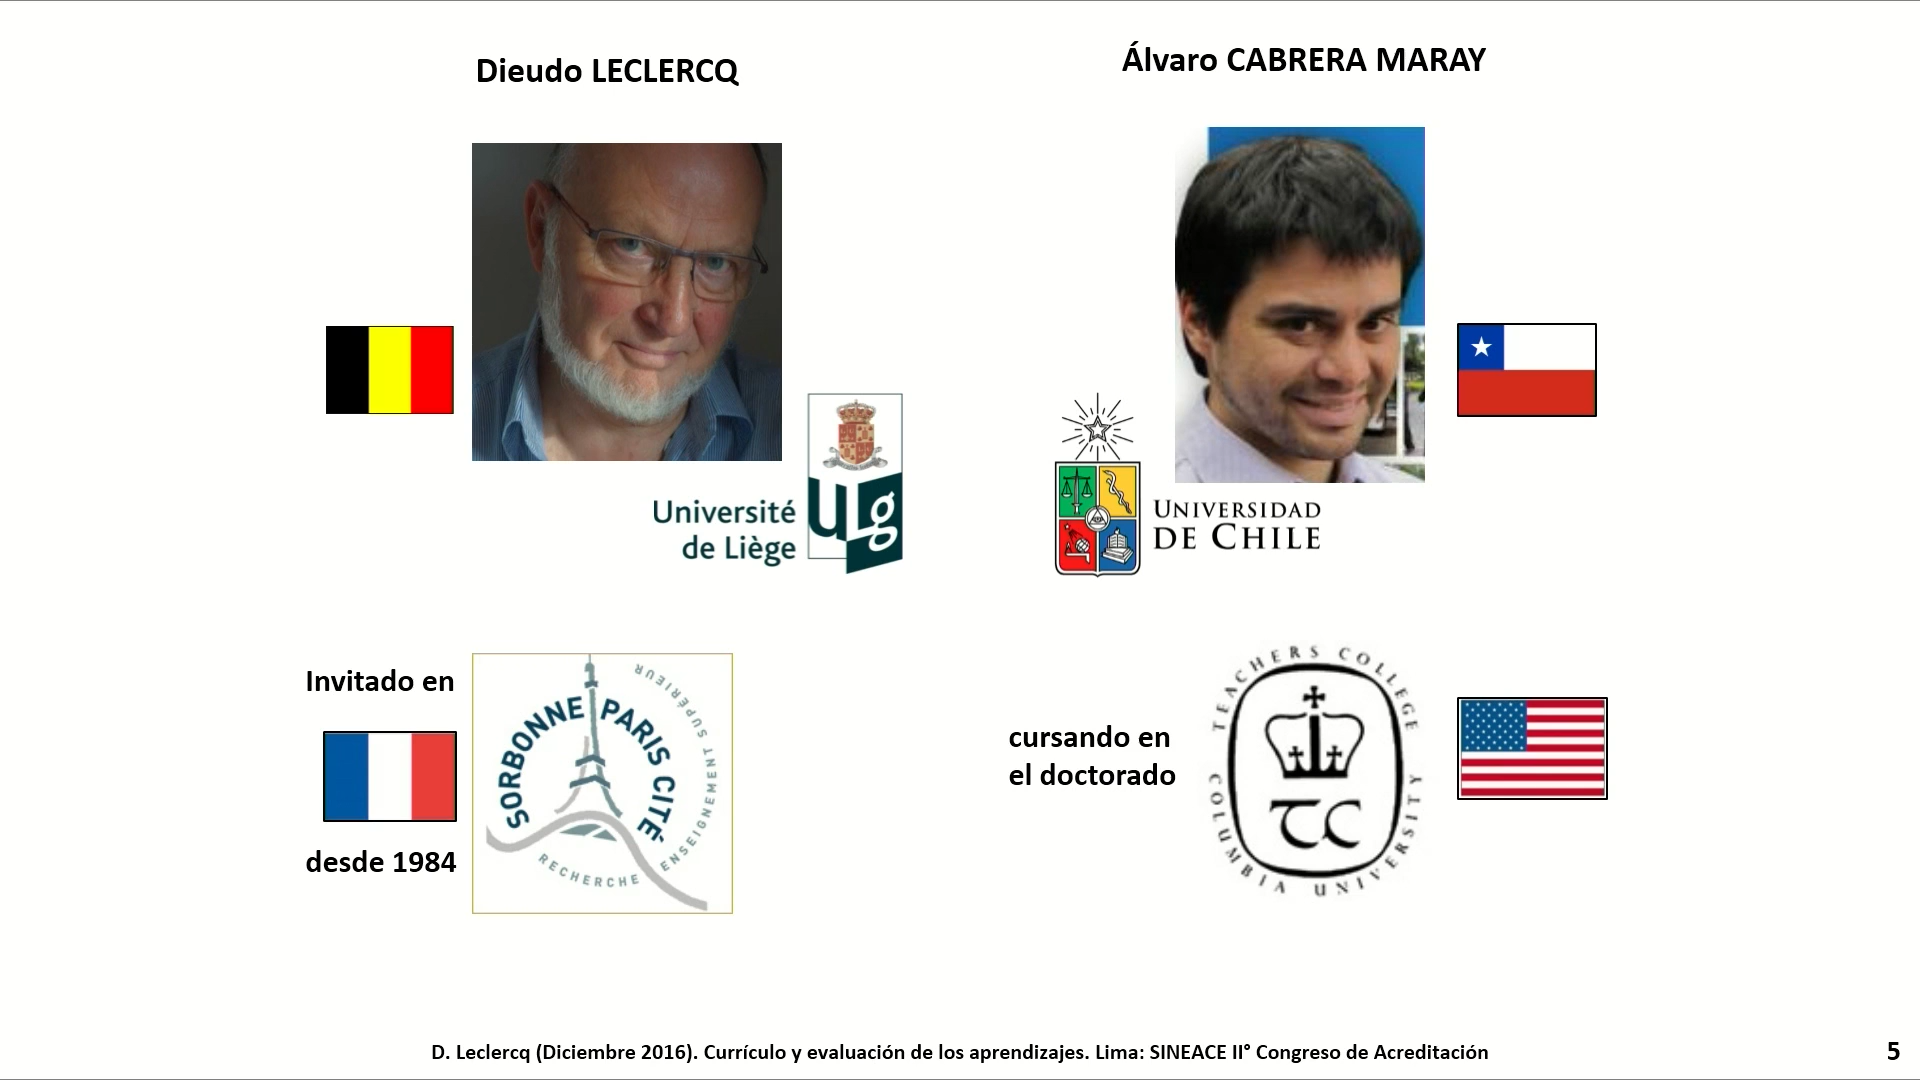 Dieudo LECLERCQ
Université
de Liège
ULg
Invitado en
desde 1984
SORBONNE PARIS CITÉ
RECHERCHE ENSEIGNEMENT SUPÉRIEUR
Álvaro CABRERA MARAY
UNIVERSIDAD
DE CHILE
cursando en
el doctorado
TEACHERS COLLEGE
TC
COLUMBIA UNIVERSITY
D. Leclercq (Diciembre 2016). Currículo y evaluación de los aprendizajes. Lima: SINEACE II° Congreso de Acreditación
5